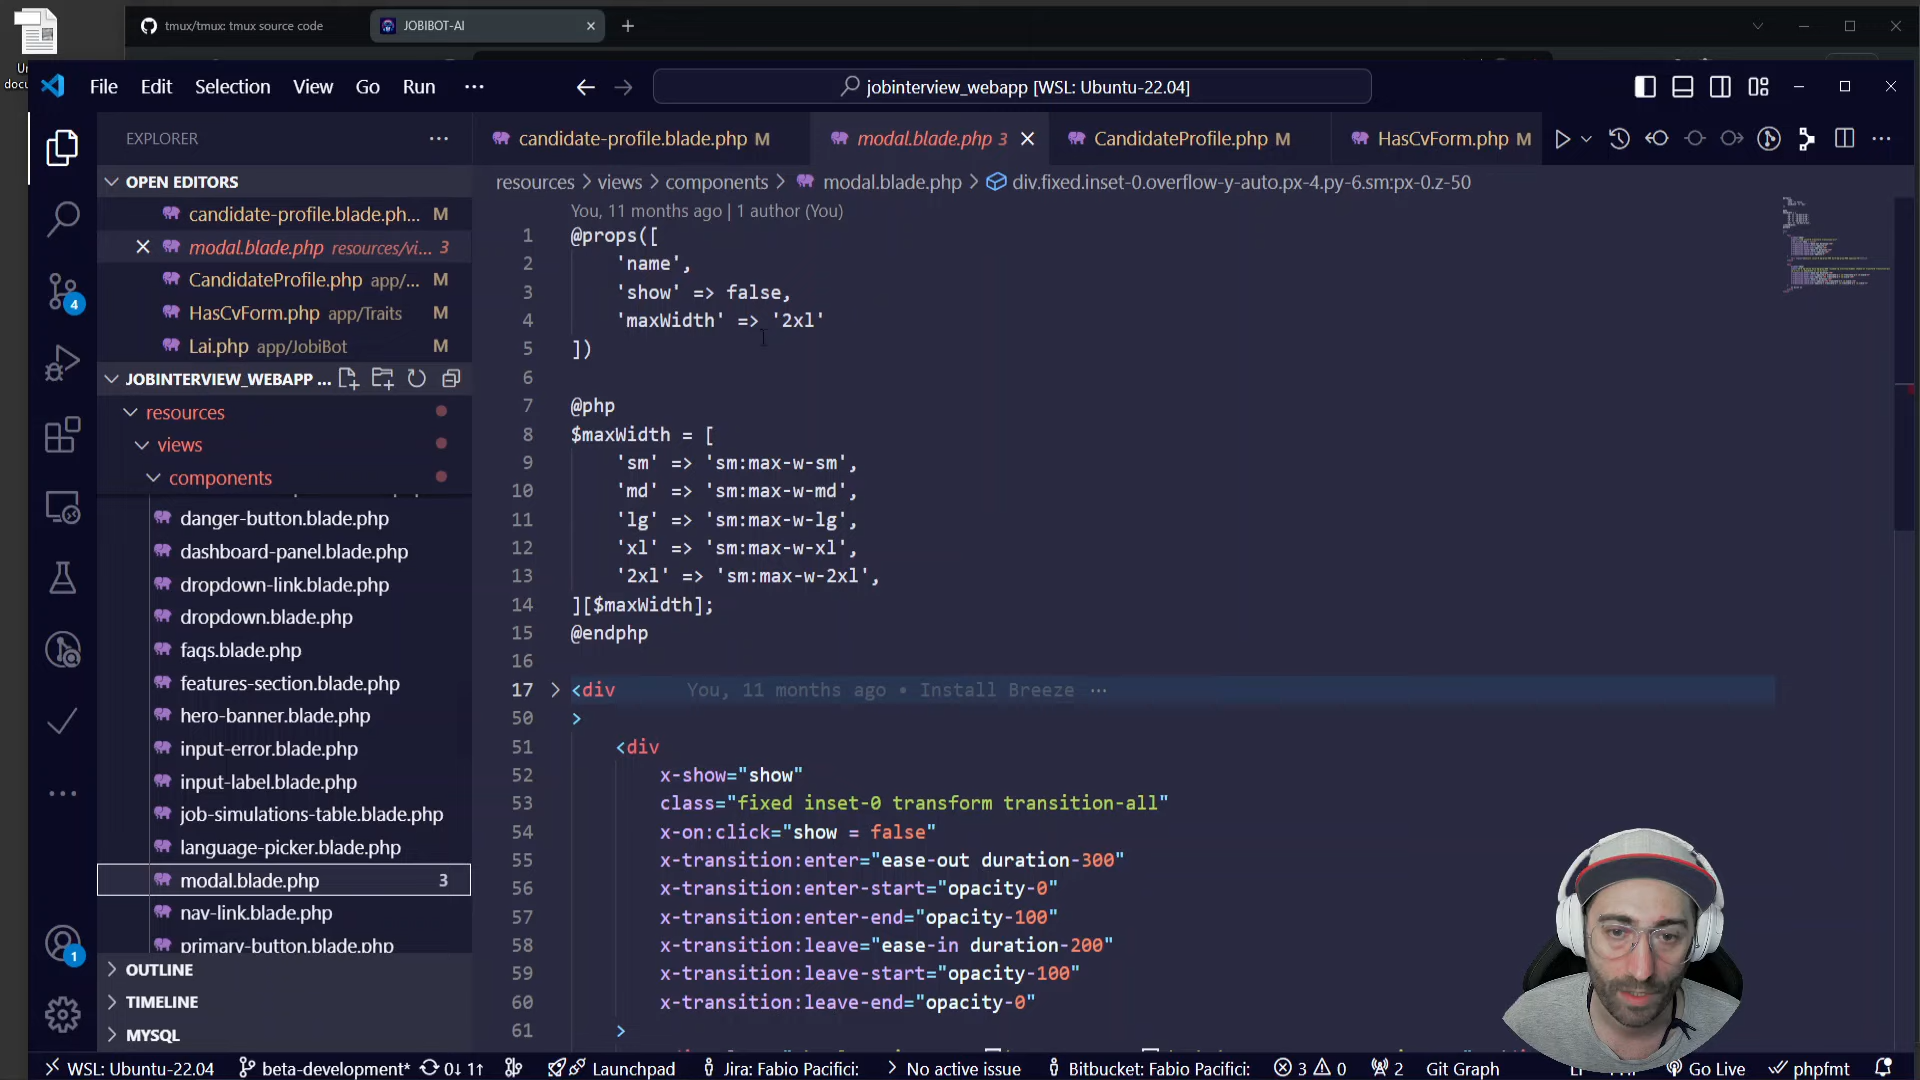 tmux/tmux: tmux source code
JOBIBOT-AI
File Edit Selection View Go Run ···
jobinterview_webapp [WSL: Ubuntu-22.04]
EXPLORER
candidate-profile.blade.php M
modal.blade.php 3
CandidateProfile.php M
HasCvForm.php M
OPEN EDITORS
candidate-profile.blade.ph... M
modal.blade.php resources/vi... 3
CandidateProfile.php app/... M
HasCvForm.php app/Traits M
Lai.php app/JobiBot M
JOBINTERVIEW_WEBAPP ...
resources
views
components
danger-button.blade.php
dashboard-panel.blade.php
dropdown-link.blade.php
dropdown.blade.php
faqs.blade.php
features-section.blade.php
hero-banner.blade.php
input-error.blade.php
input-label.blade.php
job-simulations-table.blade.php
language-picker.blade.php
modal.blade.php 3
nav-link.blade.php
primary-button.blade.php
OUTLINE
TIMELINE
MYSQL
4
1
resources > views > components > modal.blade.php > div.fixed.inset-0.overflow-y-auto.px-4.py-6.sm:px-0.z-50
You, 11 months ago | 1 author (You)
1 @props([
2 'name',
3 'show' => false,
4 'maxWidth' => '2xl'
5 ])
6
7 @php
8 $maxWidth = [
9 'sm' => 'sm:max-w-sm',
10 'md' => 'sm:max-w-md',
11 'lg' => 'sm:max-w-lg',
12 'xl' => 'sm:max-w-xl',
13 '2xl' => 'sm:max-w-2xl',
14 ][$maxWidth];
15 @endphp
16
17 <div You, 11 months ago • Install Breeze ···
50 >
51 <div
52 x-show="show"
53 class="fixed inset-0 transform transition-all"
54 x-on:click="show = false"
55 x-transition:enter="ease-out duration-300"
56 x-transition:enter-start="opacity-0"
57 x-transition:enter-end="opacity-100"
58 x-transition:leave="ease-in duration-200"
59 x-transition:leave-start="opacity-100"
60 x-transition:leave-end="opacity-0"
61 >
WSL: Ubuntu-22.04 beta-development* 0↓ 1↑ Launchpad Jira: Fabio Pacifici: No active issue Bitbucket: Fabio Pacifici: 3 0 2 Git Graph Go Live phpfmt